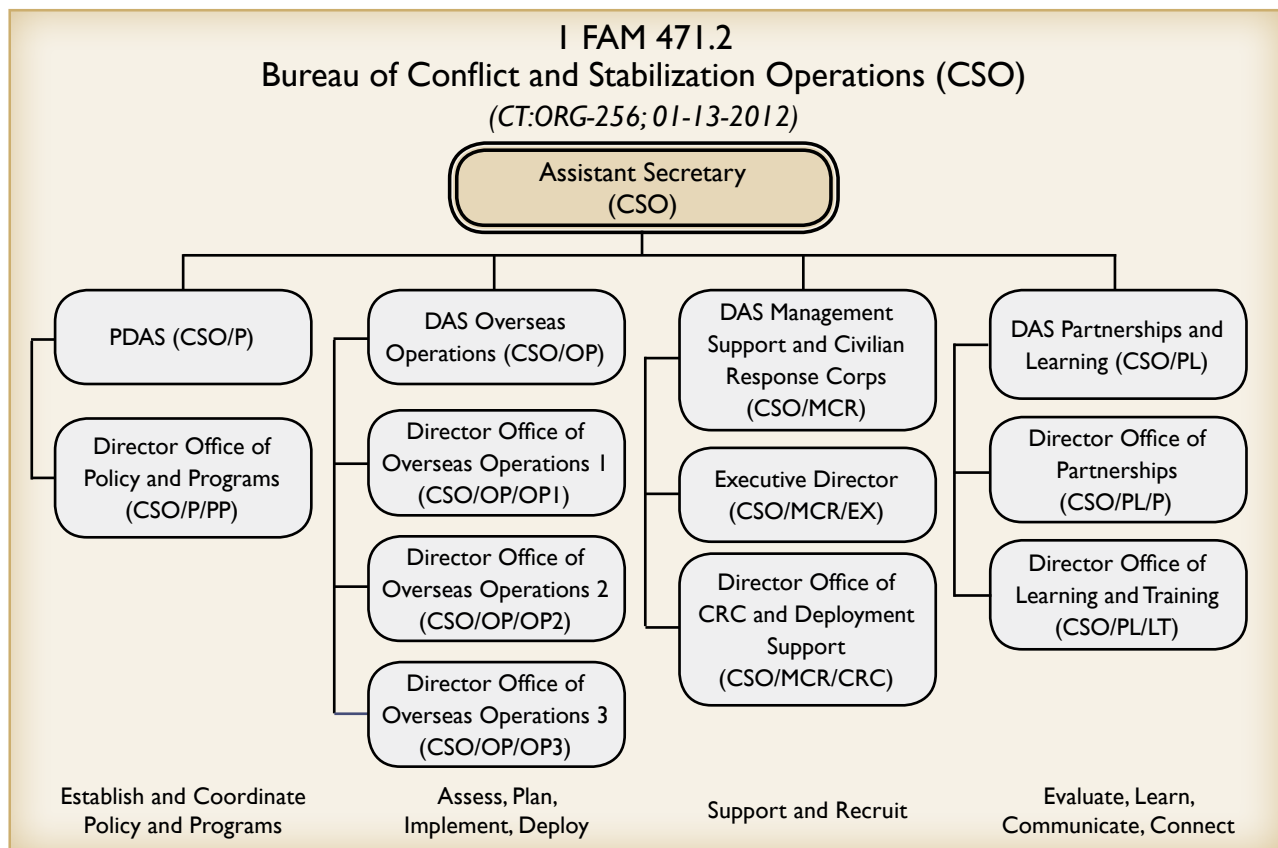 1 FAM 471.2
Bureau of Conflict and Stabilization Operations (CSO)
(CT:ORG-256; 01-13-2012)
Assistant Secretary
(CSO)
PDAS (CSO/P)
Director Office of
Policy and Programs
(CSO/P/PP)
DAS Overseas
Operations (CSO/OP)
Director Office of
Overseas Operations 1
(CSO/OP/OP1)
Director Office of
Overseas Operations 2
(CSO/OP/OP2)
Director Office of
Overseas Operations 3
(CSO/OP/OP3)
DAS Management
Support and Civilian
Response Corps
(CSO/MCR)
Executive Director
(CSO/MCR/EX)
Director Office of
CRC and Deployment
Support
(CSO/MCR/CRC)
DAS Partnerships and
Learning (CSO/PL)
Director Office of
Partnerships
(CSO/PL/P)
Director Office of
Learning and Training
(CSO/PL/LT)
Establish and Coordinate
Policy and Programs
Assess, Plan,
Implement, Deploy
Support and Recruit
Evaluate, Learn,
Communicate, Connect